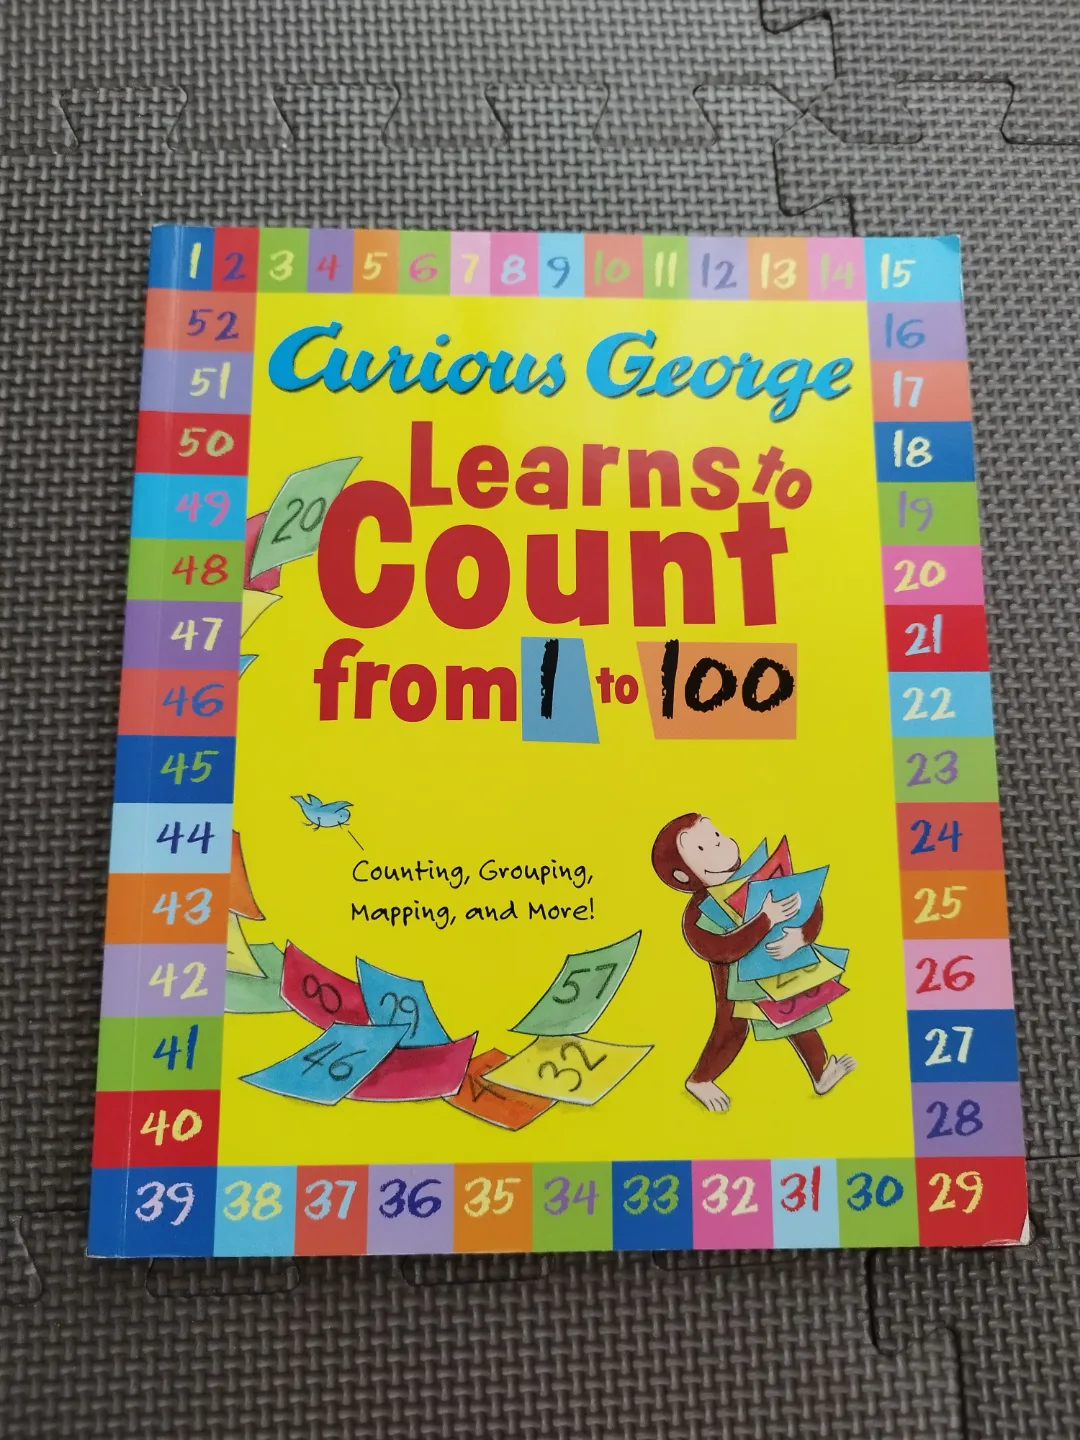 1 2 3 4 5 6 7 8 9 10 11 12 13 14 15
52 16
51 17
50 18
49 19
48 20
47 21
46 22
45 23
44 24
43 25
42 26
41 27
40 28
39 38 37 36 35 34 33 32 31 30 29
Curious George
Learns to
Count
from 1 to 100
20
Counting, Grouping,
Mapping, and More!
8 29 57
46 32